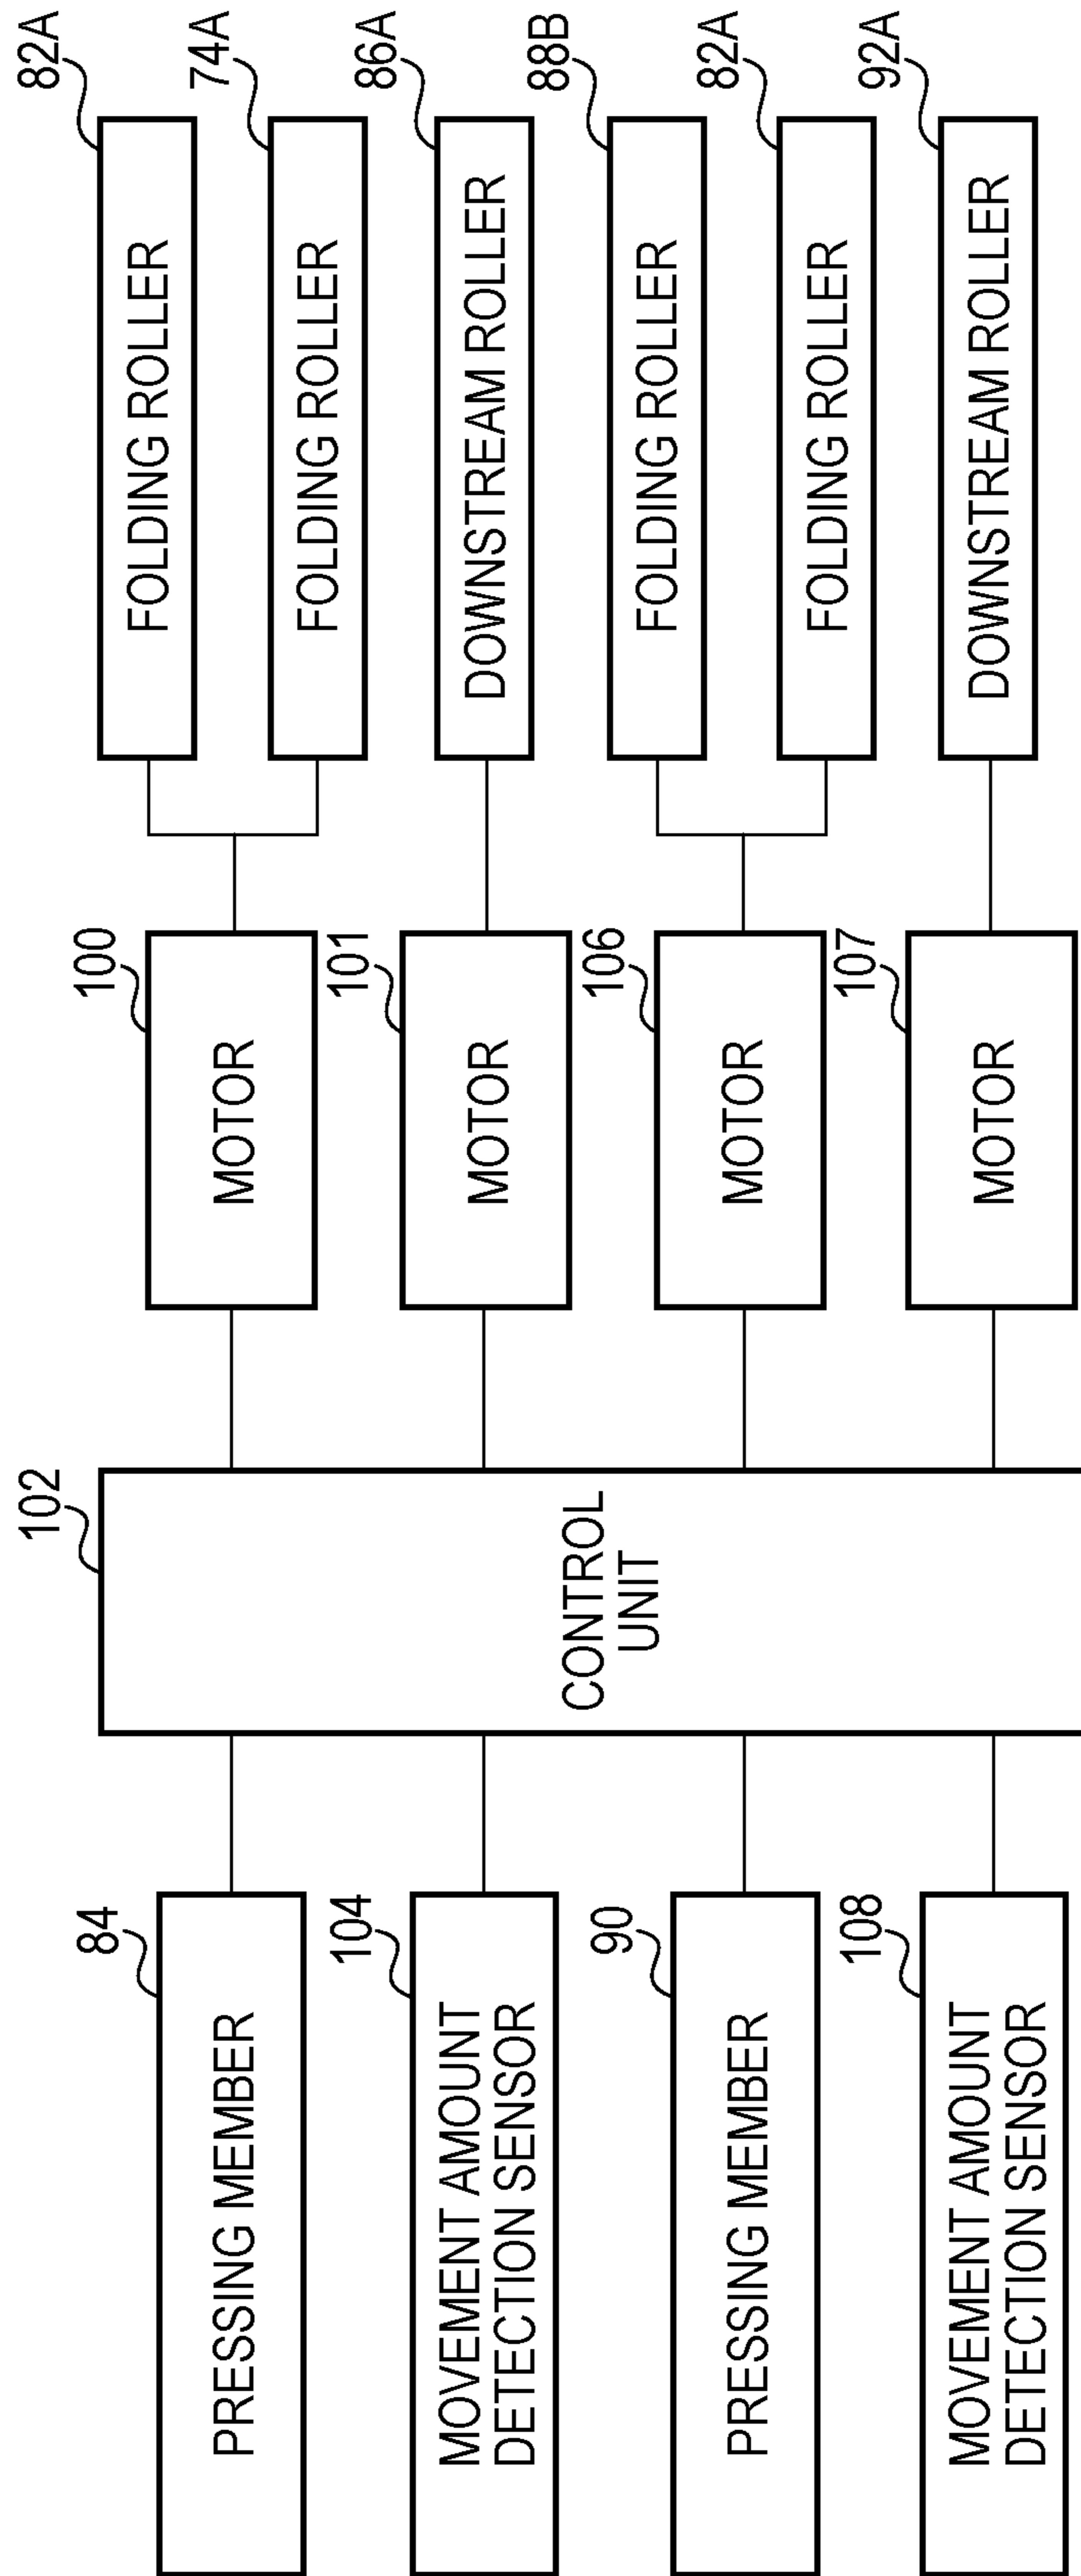 84
PRESSING MEMBER
104
MOVEMENT AMOUNT
DETECTION SENSOR
90
PRESSING MEMBER
108
MOVEMENT AMOUNT
DETECTION SENSOR
102
CONTROL
UNIT
100
MOTOR
101
MOTOR
106
MOTOR
107
MOTOR
82A
FOLDING ROLLER
74A
FOLDING ROLLER
86A
DOWNSTREAM ROLLER
88B
FOLDING ROLLER
82A
FOLDING ROLLER
92A
DOWNSTREAM ROLLER